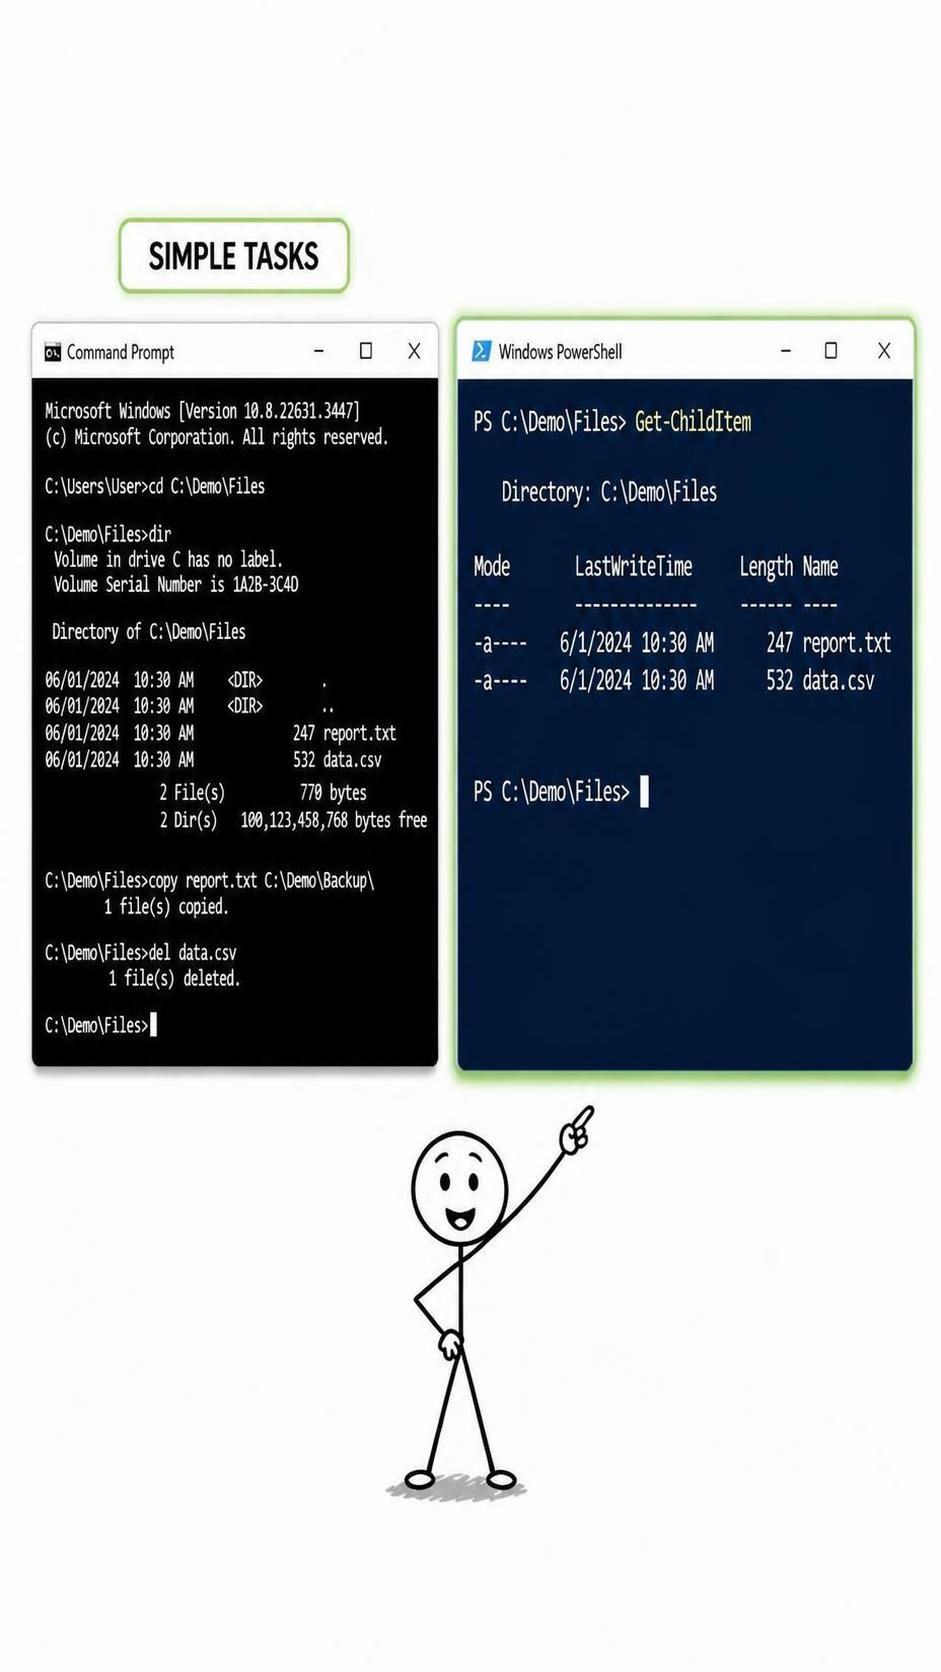 SIMPLE TASKS
Command Prompt
Microsoft Windows [Version 10.8.22631.3447]
(c) Microsoft Corporation. All rights reserved.
C:\Users\User>cd C:\Demo\Files
C:\Demo\Files>dir
Volume in drive C has no label.
Volume Serial Number is 1A2B-3C4D
Directory of C:\Demo\Files
06/01/2024 10:30 AM <DIR> .
06/01/2024 10:30 AM <DIR> ..
06/01/2024 10:30 AM 247 report.txt
06/01/2024 10:30 AM 532 data.csv
2 File(s) 770 bytes
2 Dir(s) 100,123,458,768 bytes free
C:\Demo\Files>copy report.txt C:\Demo\Backup\
1 file(s) copied.
C:\Demo\Files>del data.csv
1 file(s) deleted.
C:\Demo\Files>
Windows PowerShell
PS C:\Demo\Files> Get-ChildItem
Directory: C:\Demo\Files
Mode LastWriteTime Length Name
---- ------------- ------ ----
-a---- 6/1/2024 10:30 AM 247 report.txt
-a---- 6/1/2024 10:30 AM 532 data.csv
PS C:\Demo\Files>